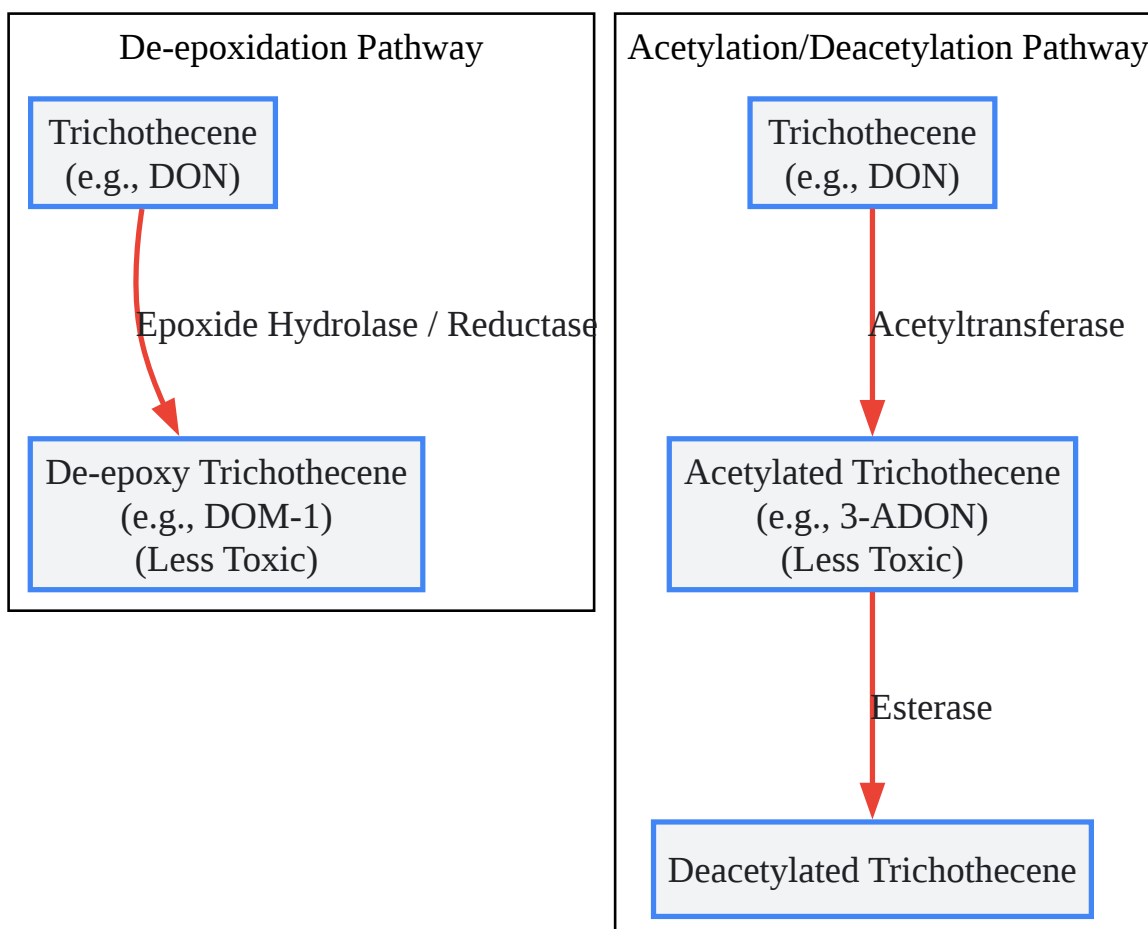 De-epoxidation Pathway
Trichothecene
(e.g., DON)
Epoxide Hydrolase / Reductase
De-epoxy Trichothecene
(e.g., DOM-1)
(Less Toxic)
Acetylation/Deacetylation Pathway
Trichothecene
(e.g., DON)
Acetyltransferase
Acetylated Trichothecene
(e.g., 3-ADON)
(Less Toxic)
Esterase
Deacetylated Trichothecene